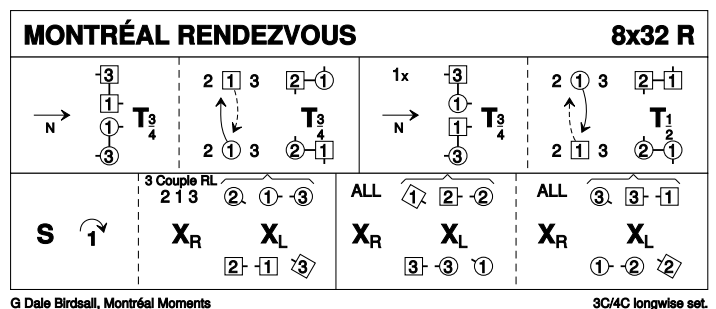 MONTRÉAL RENDEZVOUS 8x32 R
3 1x 3
2 1 3 2 1 2 1 3 2 1
1 1
N T 3/4 T 3/4 N T 3/4 T 1/2
1 1
2 1 3 2 1 2 1 3 2 1
3 3
3 Couple RL
2 1 3 2 1 3 ALL 1 2 2 ALL 3 3 1
S 1 XR XL XR XL XR XL
2 1 3 3 3 1 1 2 2
G Dale Birdsall, Montréal Moments 3C/4C longwise set.